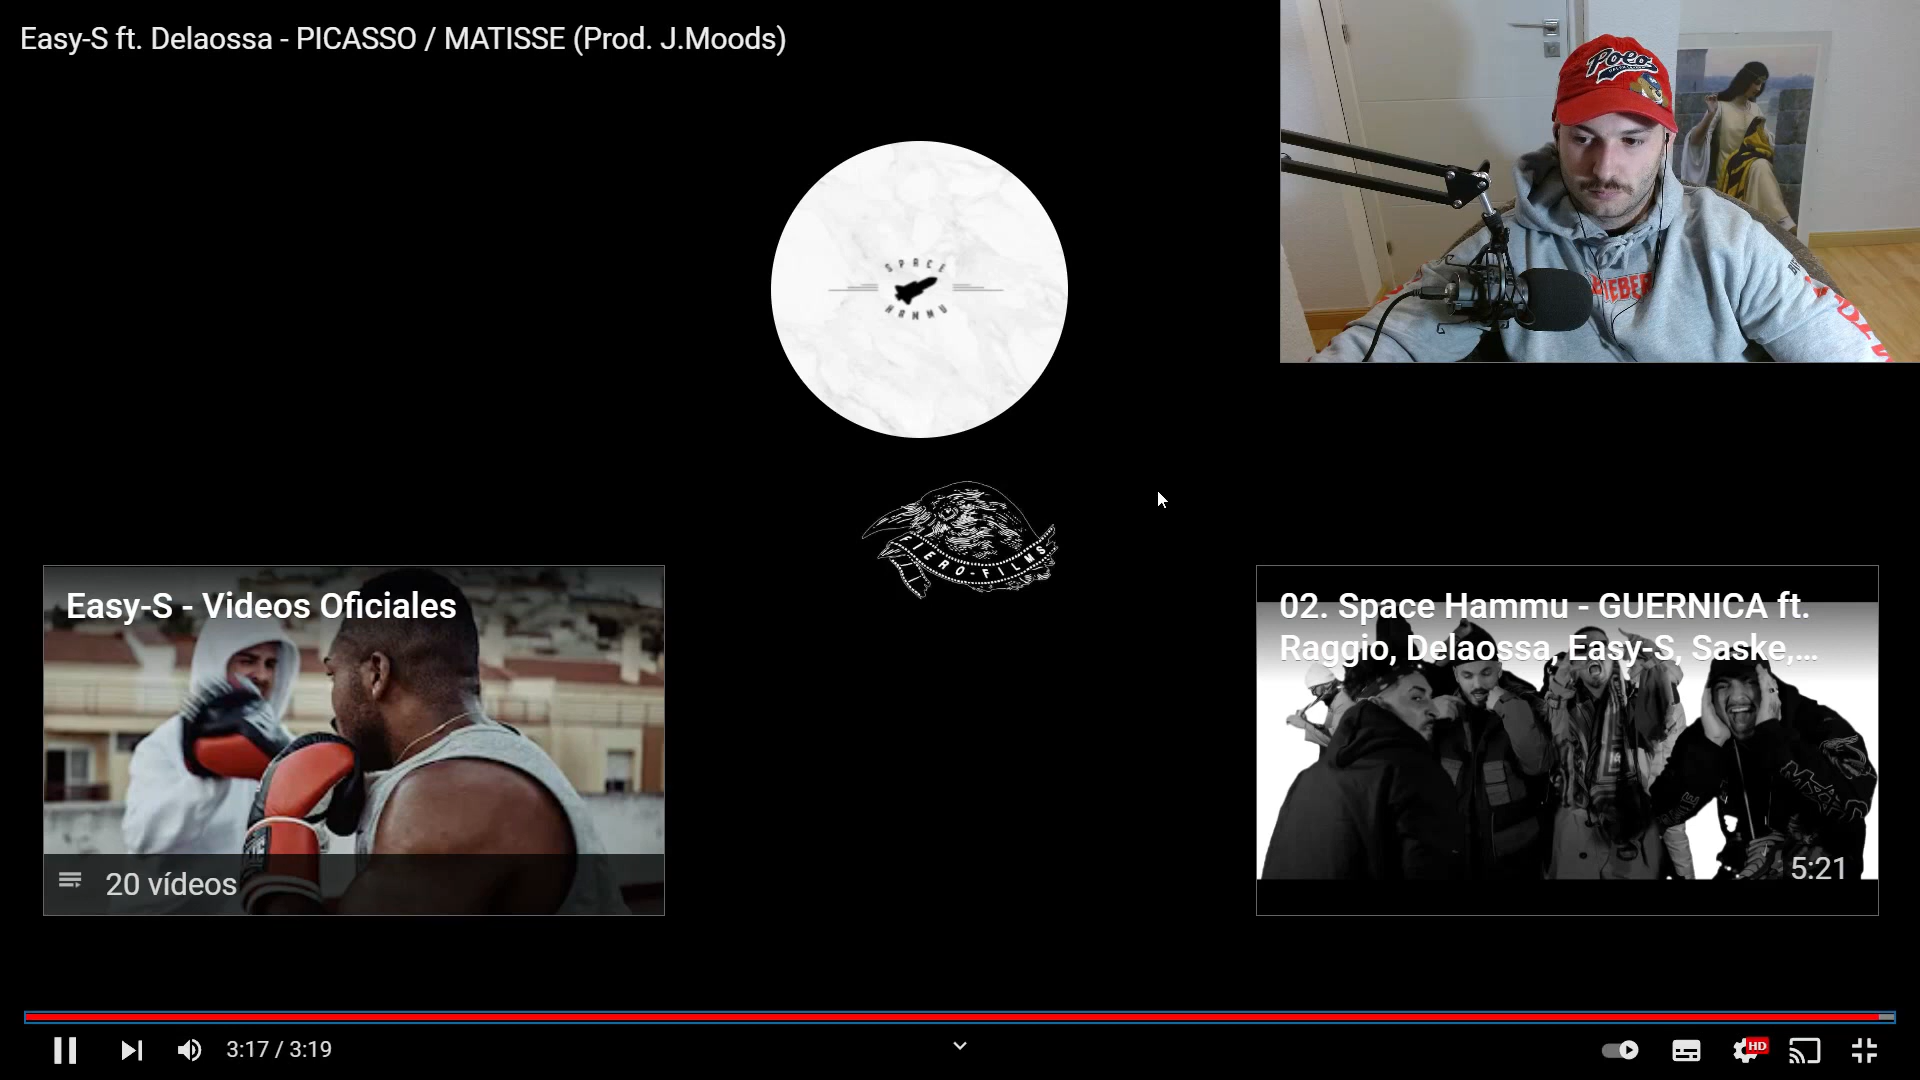 Easy-S ft. Delaossa - PICASSO / MATISSE (Prod. J.Moods)
SPACE
HAMMU
FIERO-FILMS
Easy-S - Videos Oficiales
20 vídeos
02. Space Hammu - GUERNICA ft.
Raggio, Delaossa, Easy-S, Saske,...
5:21
3:17 / 3:19
HD